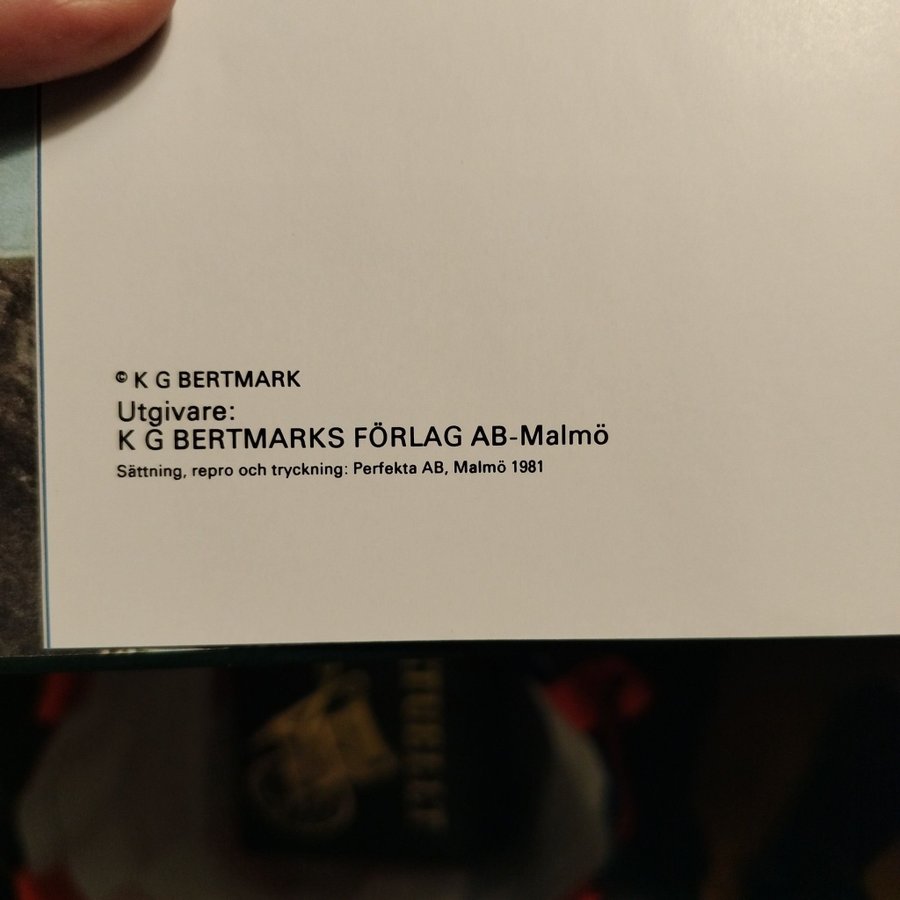 © K G BERTMARK
Utgivare:
K G BERTMARKS FÖRLAG AB-Malmö
Sättning, repro och tryckning: Perfekta AB, Malmö 1981